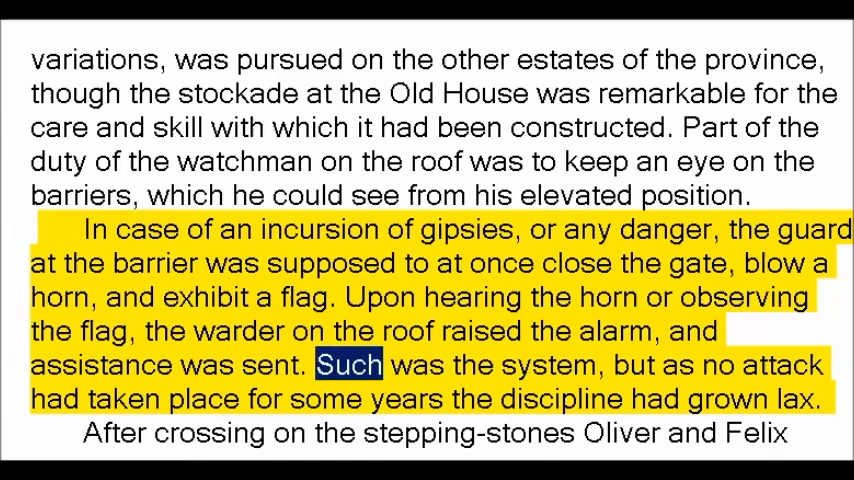 variations, was pursued on the other estates of the province,
though the stockade at the Old House was remarkable for the
care and skill with which it had been constructed. Part of the
duty of the watchman on the roof was to keep an eye on the
barriers, which he could see from his elevated position.
In case of an incursion of gipsies, or any danger, the guard
at the barrier was supposed to at once close the gate, blow a
horn, and exhibit a flag. Upon hearing the horn or observing
the flag, the warder on the roof raised the alarm, and
assistance was sent. Such was the system, but as no attack
had taken place for some years the discipline had grown lax.
After crossing on the stepping-stones Oliver and Felix